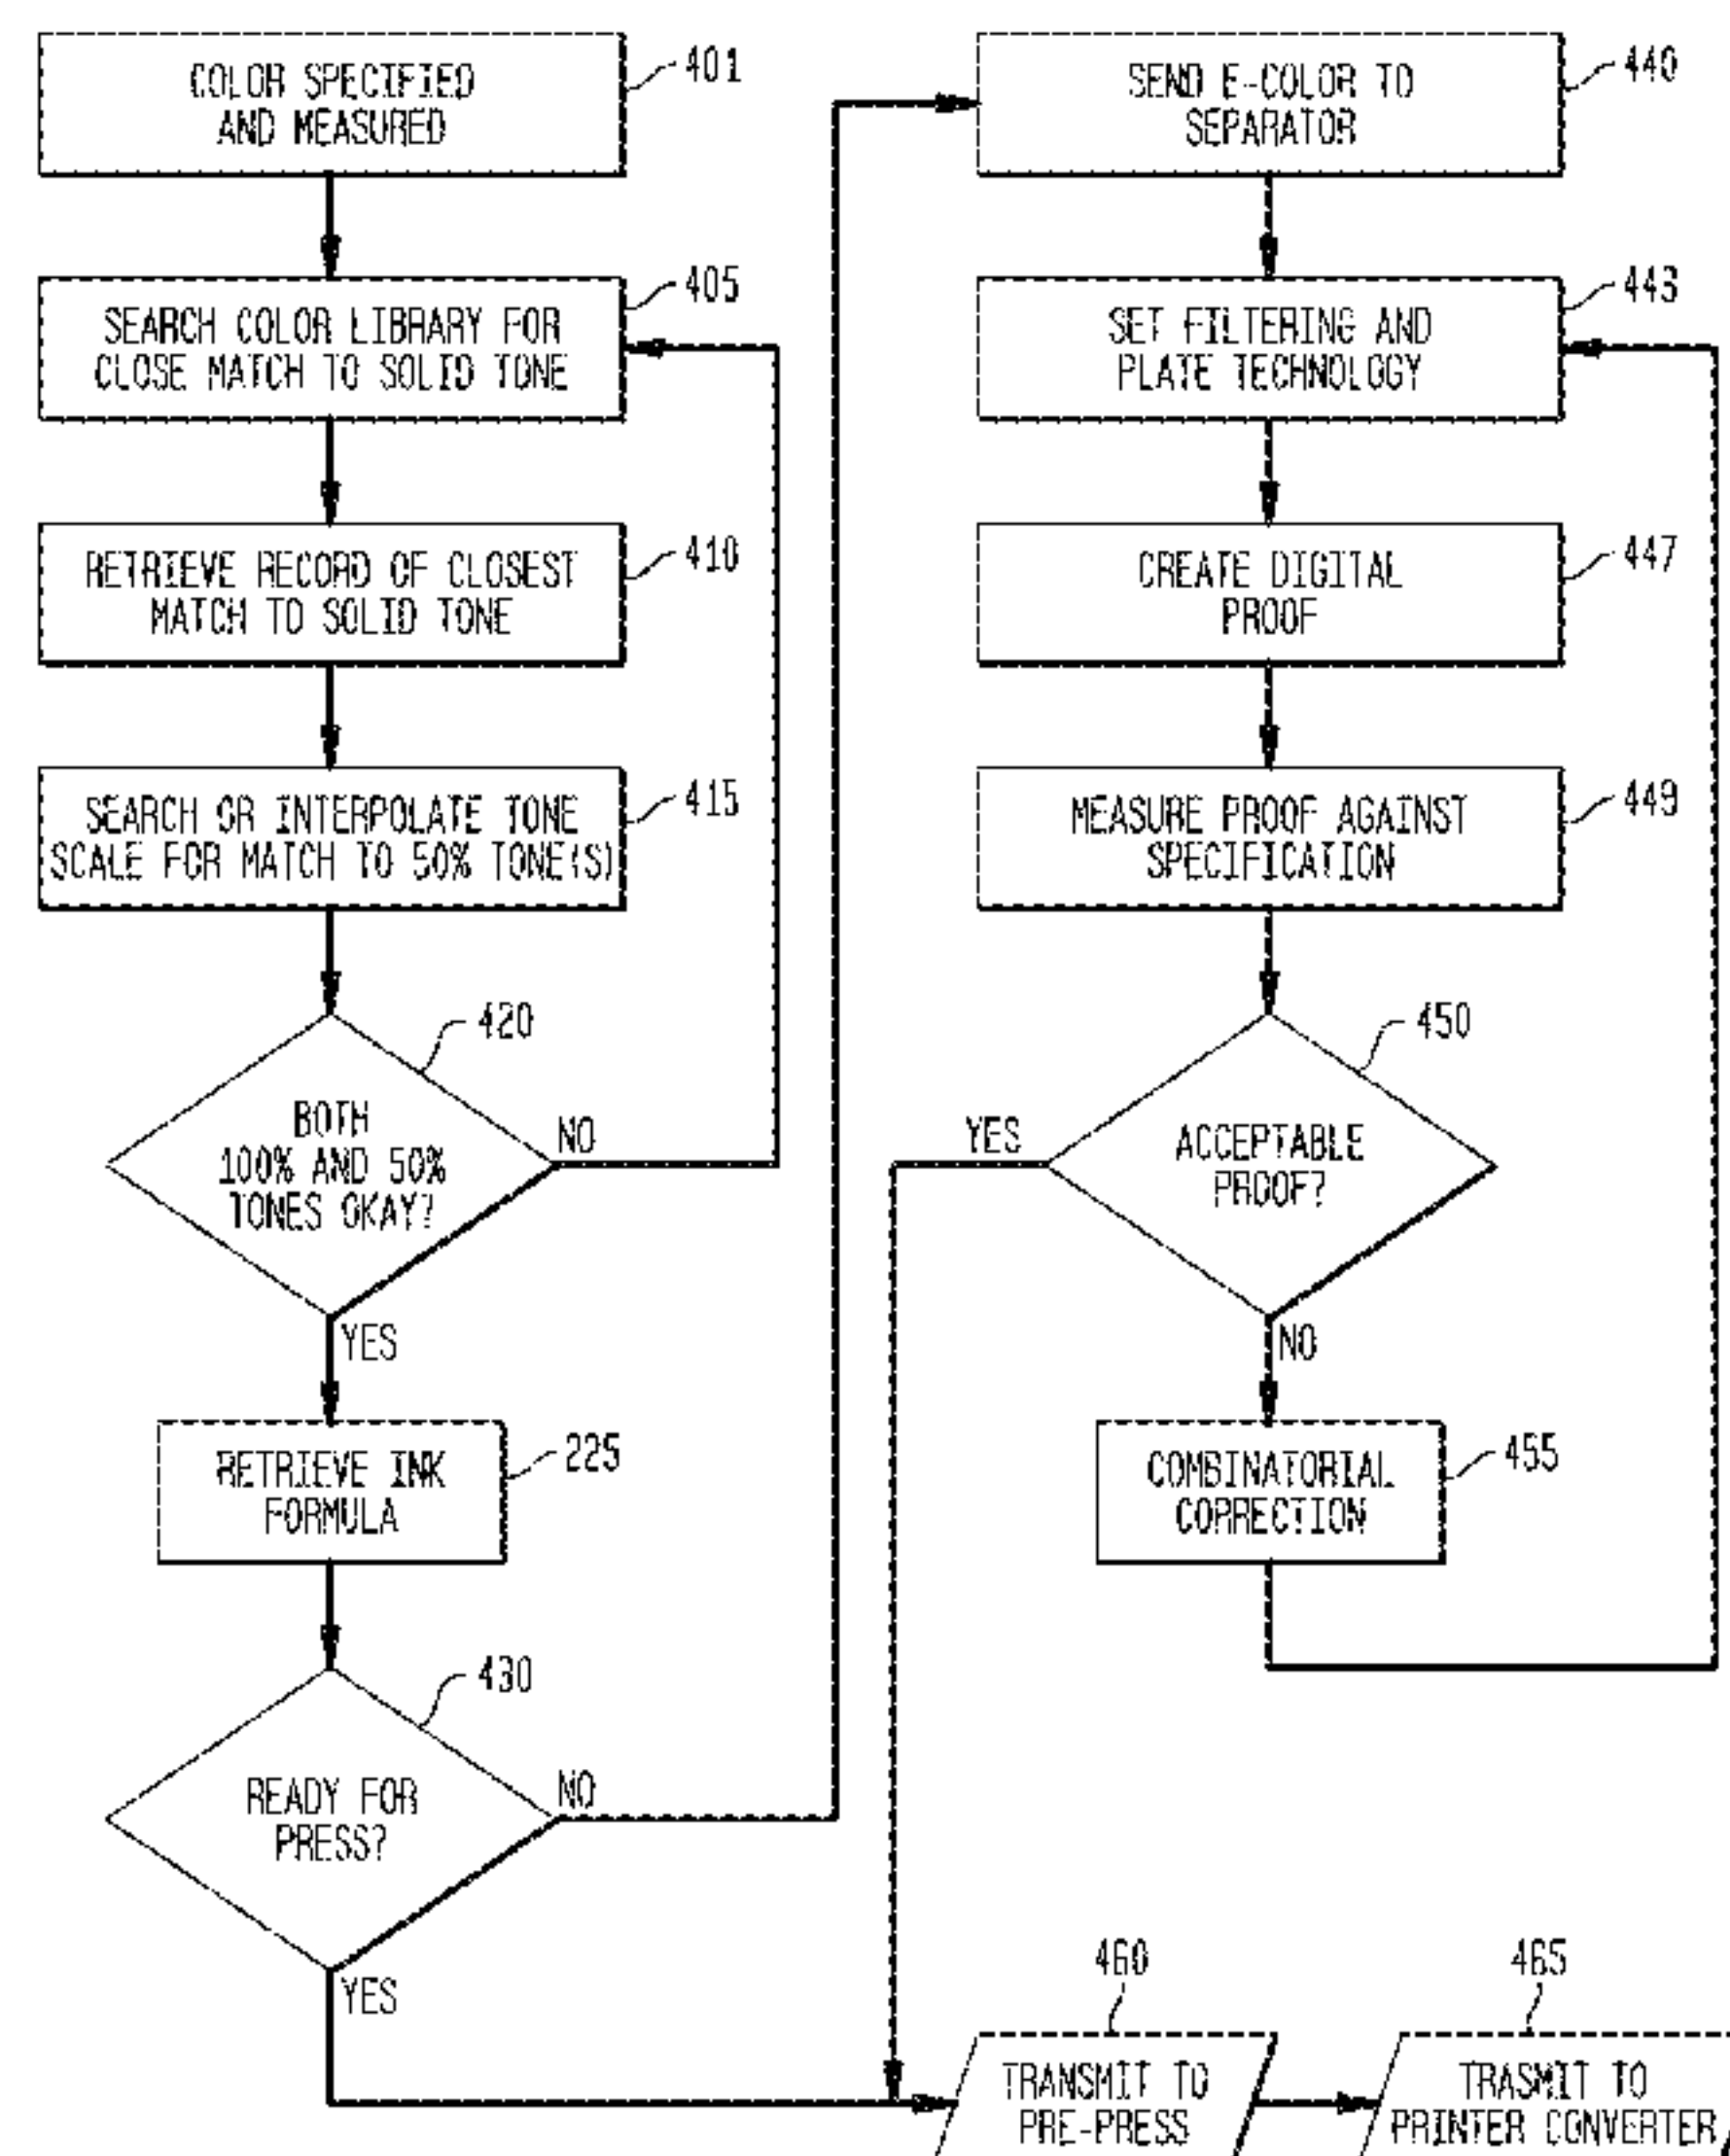 COLOR SPECIFIED
AND MEASURED
401
SEARCH COLOR LIBRARY FOR
CLOSE MATCH TO SOLID TONE
405
RETRIEVE RECORD OF CLOSEST
MATCH TO SOLID TONE
410
SEARCH OR INTERPOLATE TONE
SCALE FOR MATCH TO 50% TONE(S)
415
420
BOTH
100% AND 50%
TONES OKAY?
NO
YES
RETRIEVE INK
FORMULA
225
430
READY FOR
PRESS?
NO
YES
SEND E-COLOR TO
SEPARATOR
440
SET FILTERING AND
PLATE TECHNOLOGY
443
CREATE DIGITAL
PROOF
447
MEASURE PROOF AGAINST
SPECIFICATION
449
450
YES
ACCEPTABLE
PROOF?
NO
COMBINATORIAL
CORRECTION
455
460
TRANSMIT TO
PRE-PRESS
465
TRASMIT TO
PRINTER CONVERTER